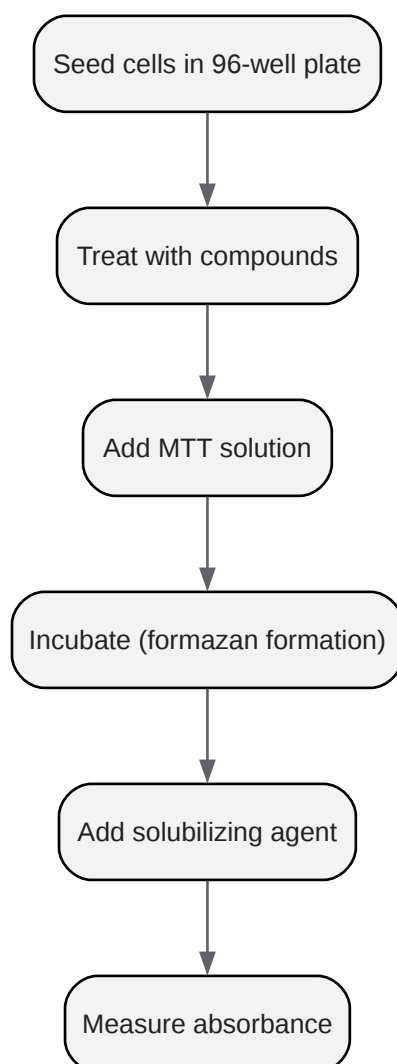 Seed cells in 96-well plate
Treat with compounds
Add MTT solution
Incubate (formazan formation)
Add solubilizing agent
Measure absorbance